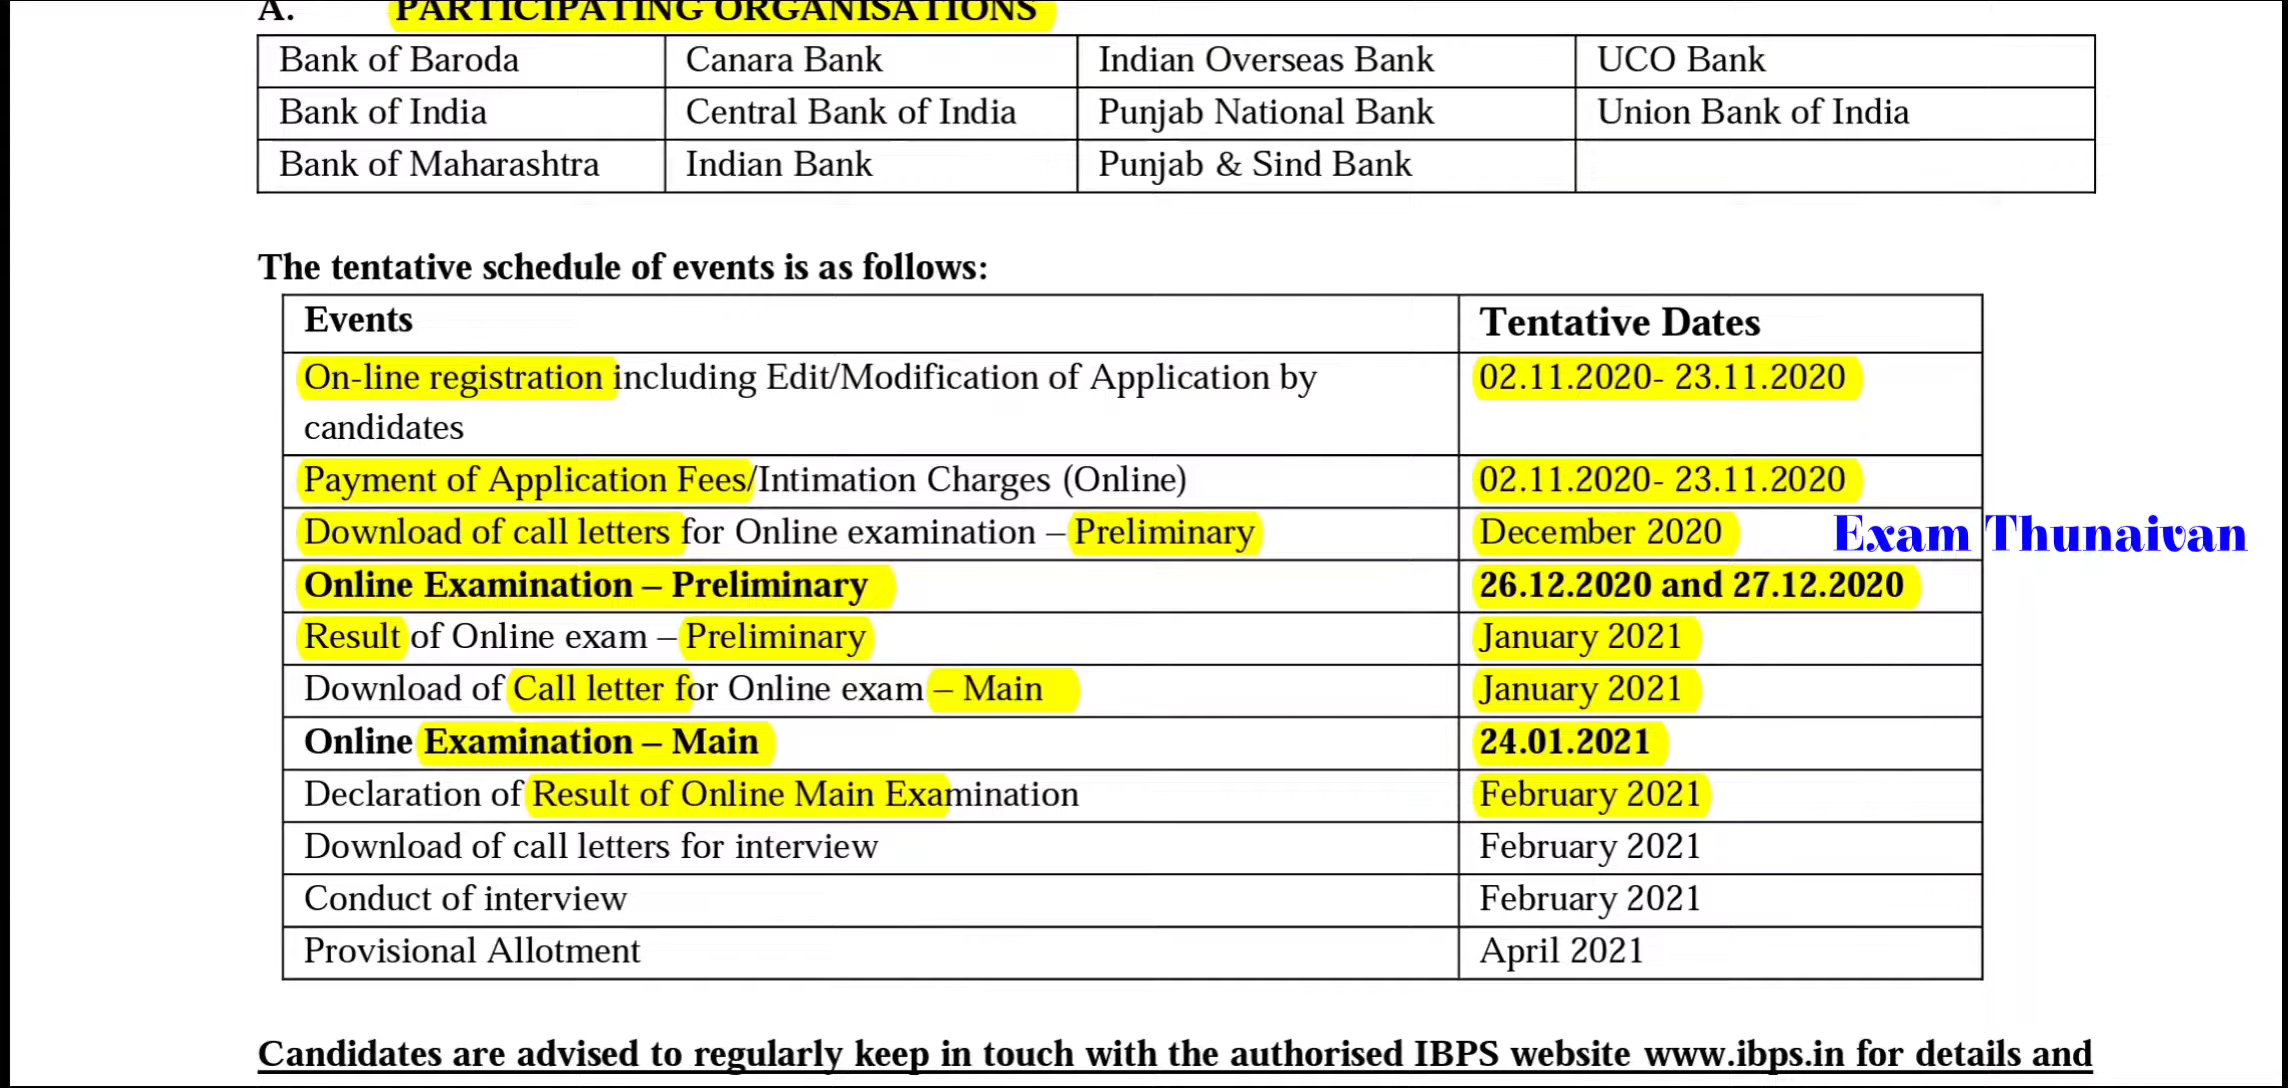 A. PARTICIPATING ORGANISATIONS
Bank of Baroda Canara Bank Indian Overseas Bank UCO Bank
Bank of India Central Bank of India Punjab National Bank Union Bank of India
Bank of Maharashtra Indian Bank Punjab & Sind Bank
The tentative schedule of events is as follows:
Events Tentative Dates
On-line registration including Edit/Modification of Application by 02.11.2020- 23.11.2020
candidates
Payment of Application Fees/Intimation Charges (Online) 02.11.2020- 23.11.2020
Download of call letters for Online examination – Preliminary December 2020
Exam Thunaivan
Online Examination – Preliminary 26.12.2020 and 27.12.2020
Result of Online exam – Preliminary January 2021
Download of Call letter for Online exam – Main January 2021
Online Examination – Main 24.01.2021
Declaration of Result of Online Main Examination February 2021
Download of call letters for interview February 2021
Conduct of interview February 2021
Provisional Allotment April 2021
Candidates are advised to regularly keep in touch with the authorised IBPS website www.ibps.in for details and